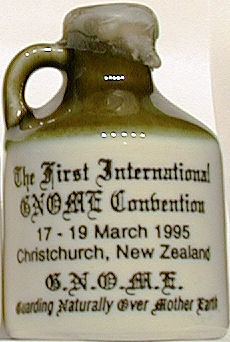 The First International
GNOME Convention
17 - 19 March 1995
Christchurch, New Zealand
G.N.O.M.E.
Guarding Naturally Over Mother Earth